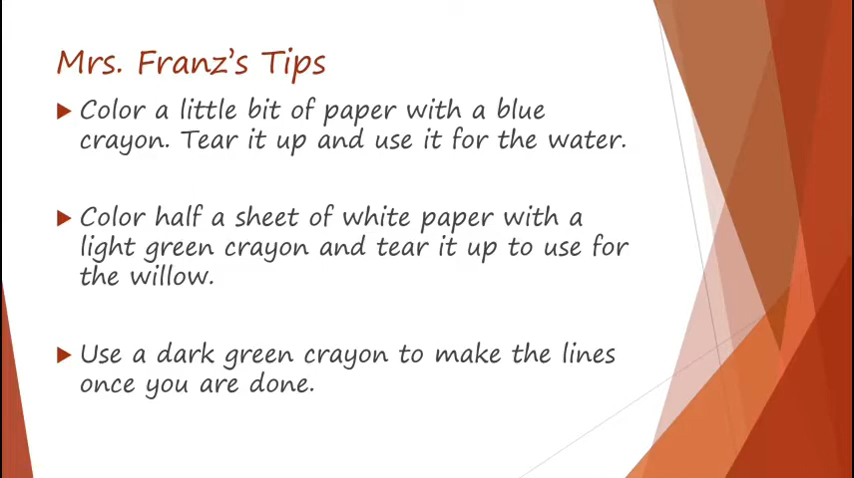 Mrs. Franz's Tips
Color a little bit of paper with a blue
crayon. Tear it up and use it for the water.
Color half a sheet of white paper with a
light green crayon and tear it up to use for
the willow.
Use a dark green crayon to make the lines
once you are done.